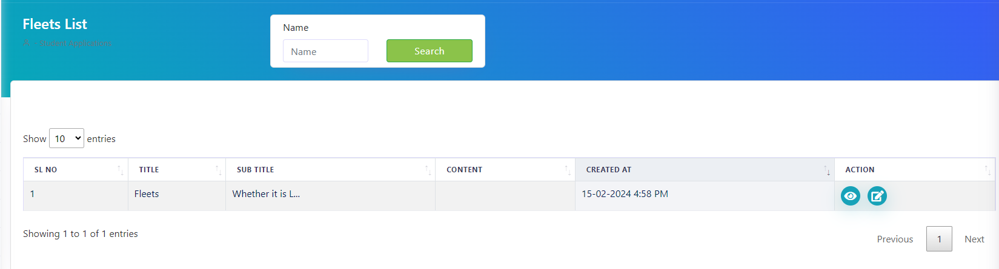 Fleets List
- Student Applications
Name
Name
Search
Show 10 entries
SL NO TITLE SUB TITLE CONTENT CREATED AT ACTION
1 Fleets Whether it is L... 15-02-2024 4:58 PM
Showing 1 to 1 of 1 entries
Previous 1 Next